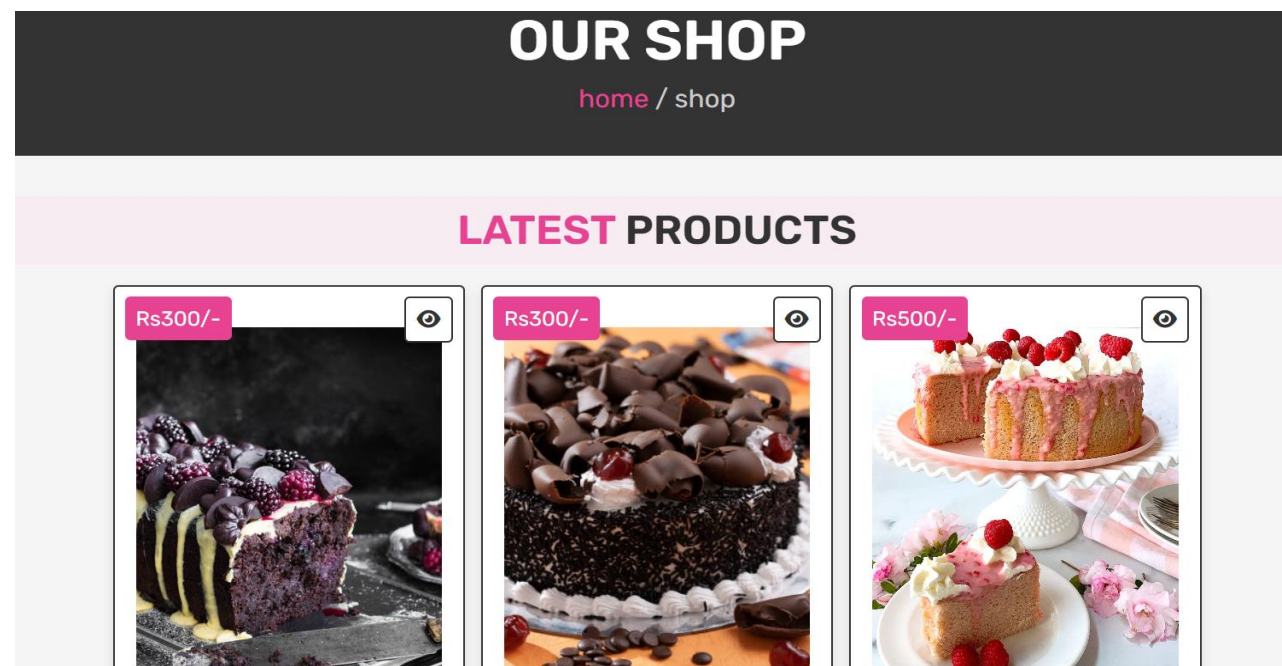 OUR SHOP
home / shop
LATEST PRODUCTS
Rs300/-
Rs300/-
Rs500/-